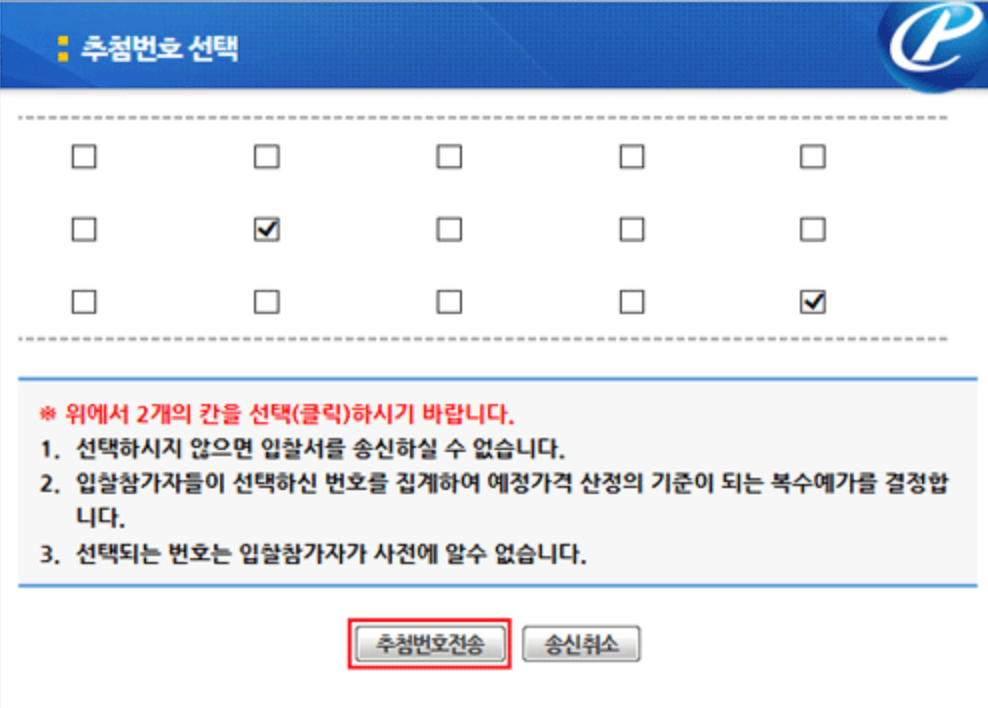 추첨번호 선택
※ 위에서 2개의 칸을 선택(클릭)하시기 바랍니다.
1. 선택하시지 않으면 입찰서를 송신하실 수 없습니다.
2. 입찰참가자들이 선택하신 번호를 집계하여 예정가격 산정의 기준이 되는 복수예가를 결정합
니다.
3. 선택되는 번호는 입찰참가자가 사전에 알수 없습니다.
추첨번호전송 송신취소